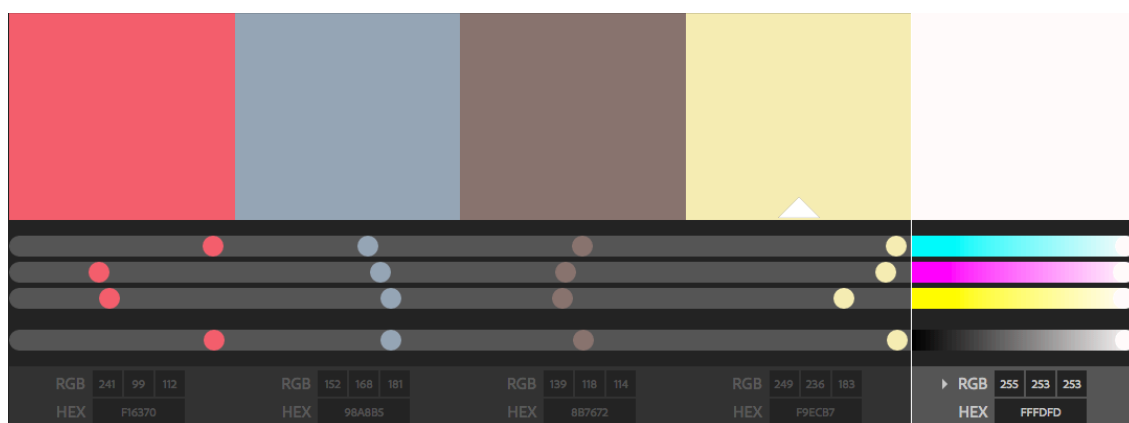 RGB 241 99 112 RGB 152 168 181 RGB 139 118 114 RGB 249 236 183 RGB 255 253 253
HEX F16370 HEX 98A8B5 HEX 8B7672 HEX F9ECB7 HEX FFFDFD